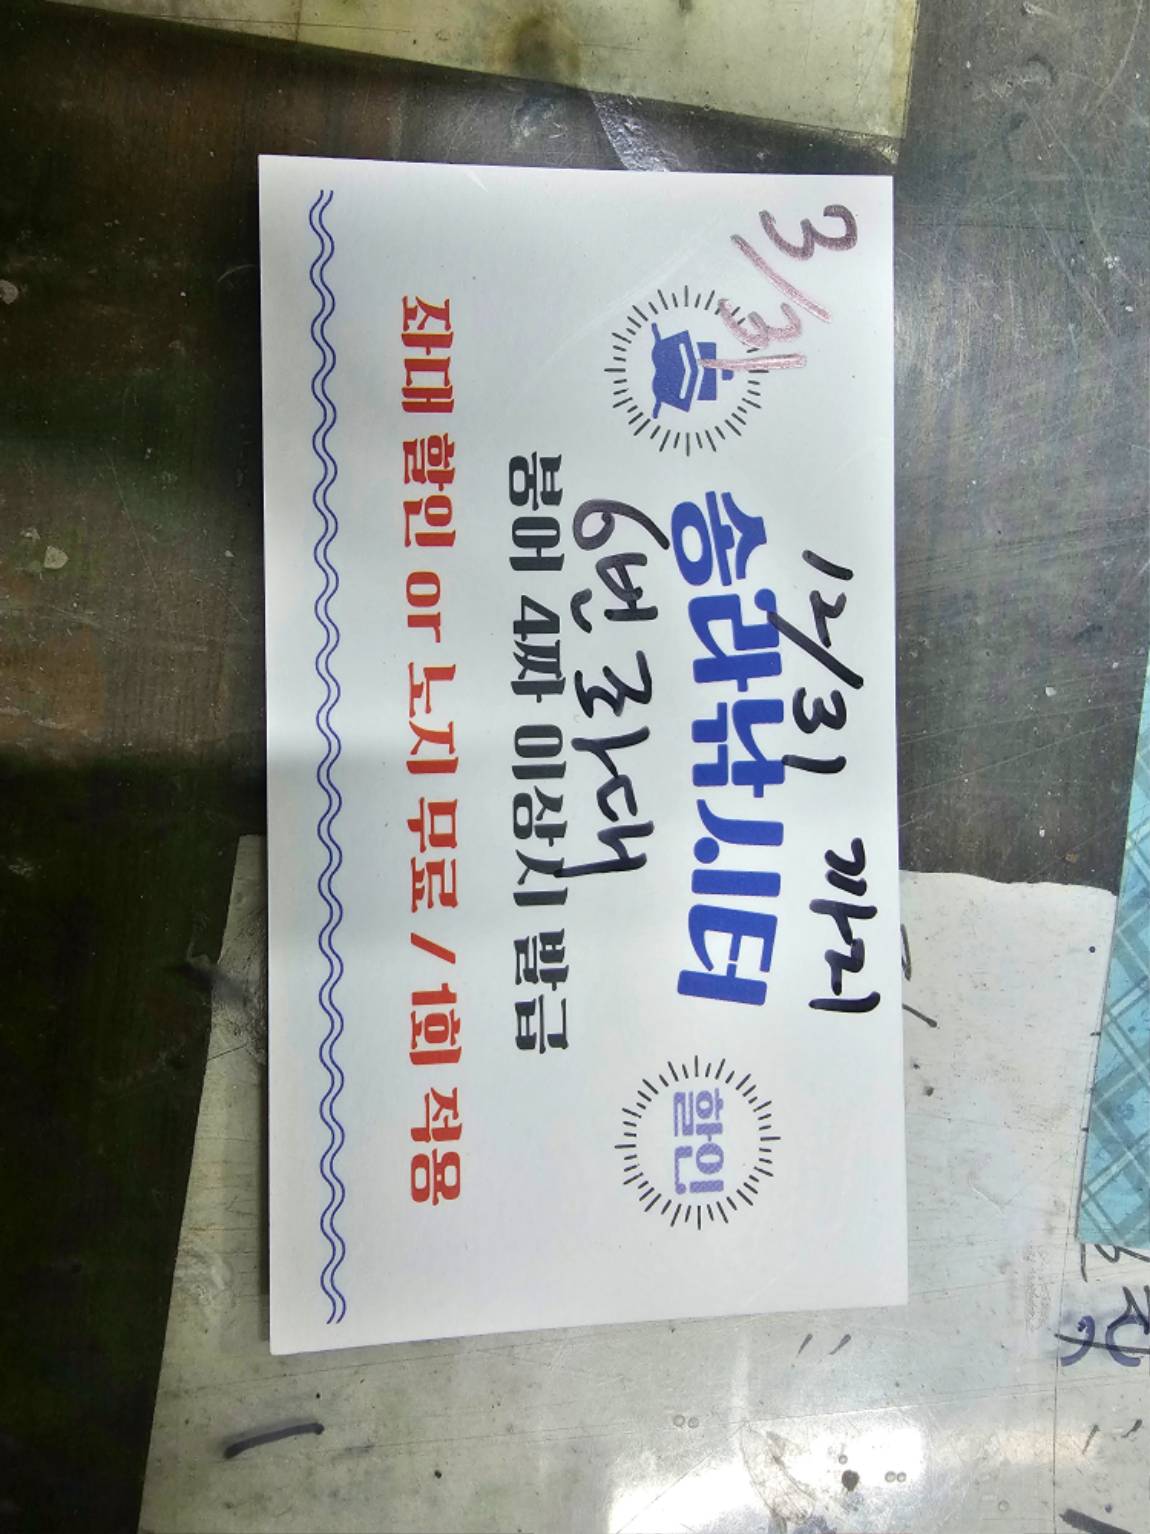 3/31
12/31 까지
송라낚시터
할인!
6번 좌대
붕어 4짜 이상시 발급
좌대 할인 or 노지 무료 / 1회 적용